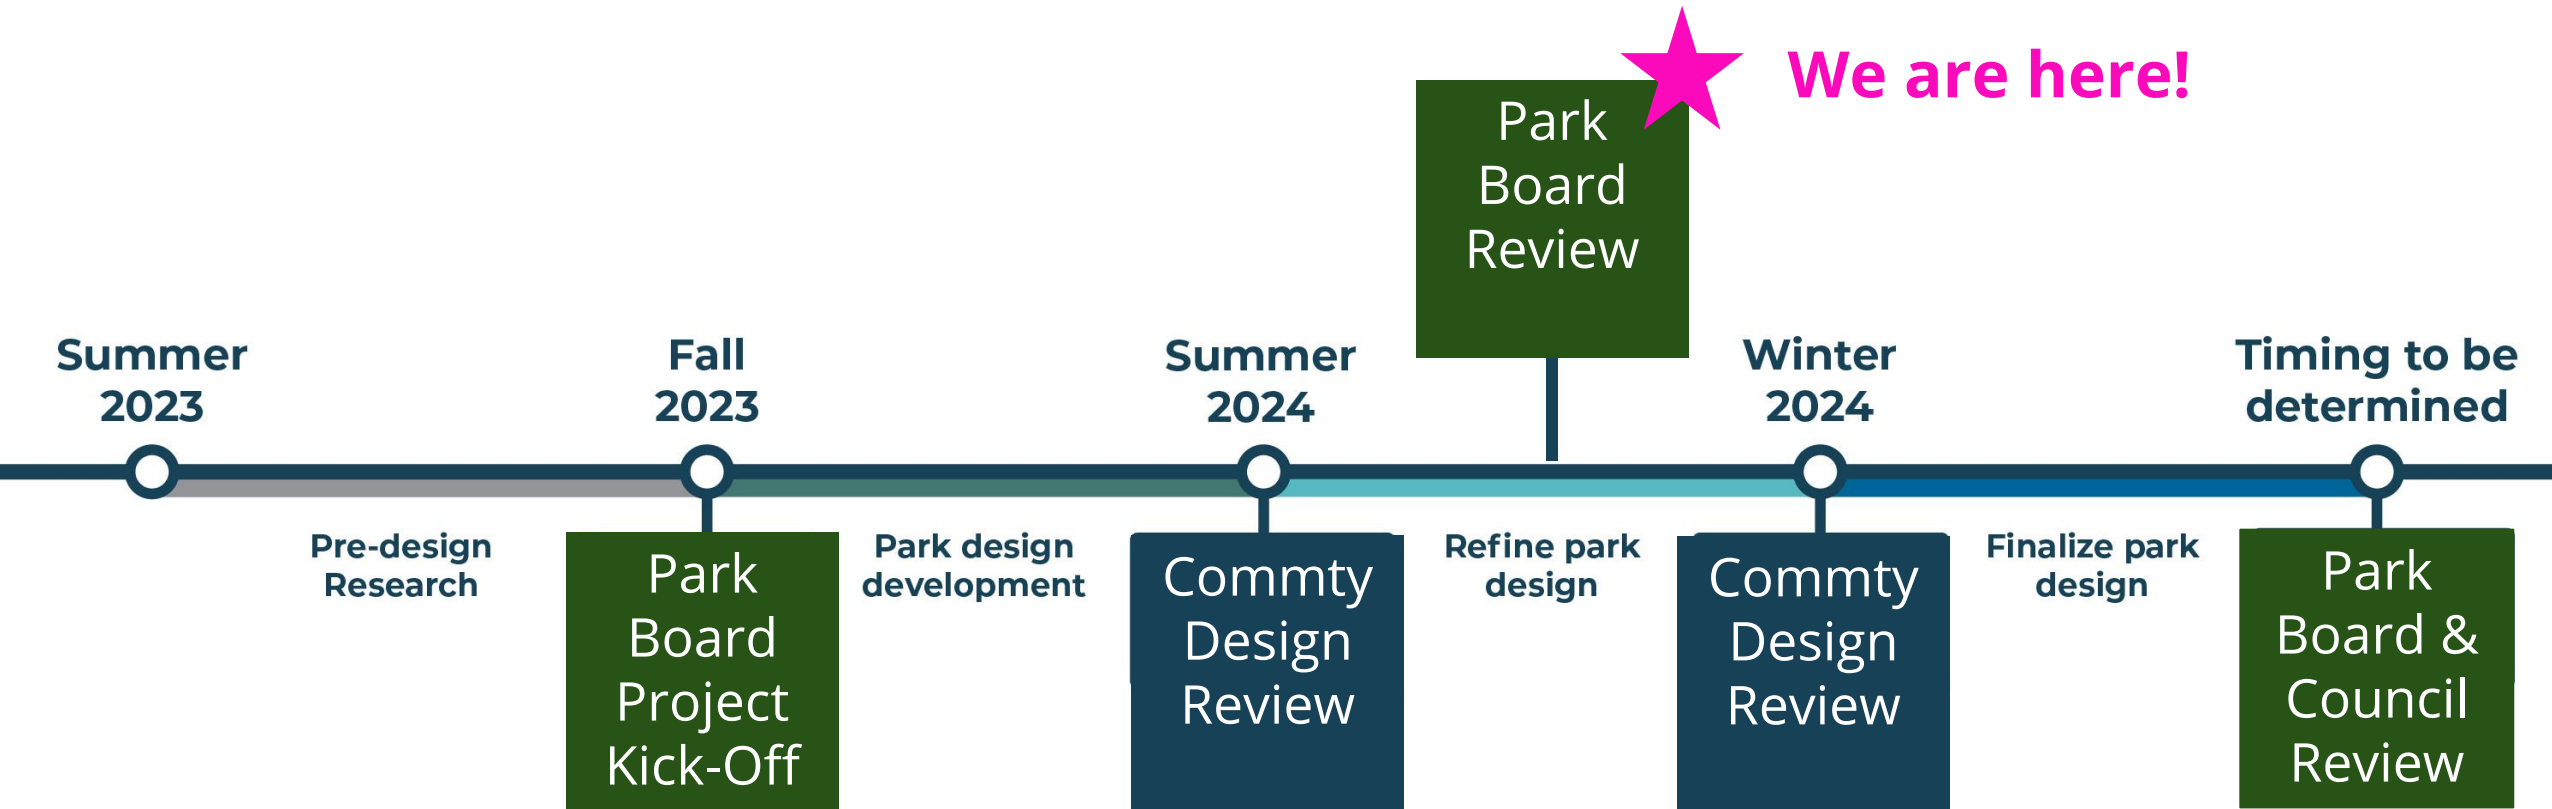 We are here!
Park
Board
Review
Summer
2023
Fall
2023
Summer
2024
Winter
2024
Timing to be
determined
Pre-design
Research
Park
Board
Project
Kick-Off
Park design
development
Commty
Design
Review
Refine park
design
Commty
Design
Review
Finalize park
design
Park
Board &
Council
Review